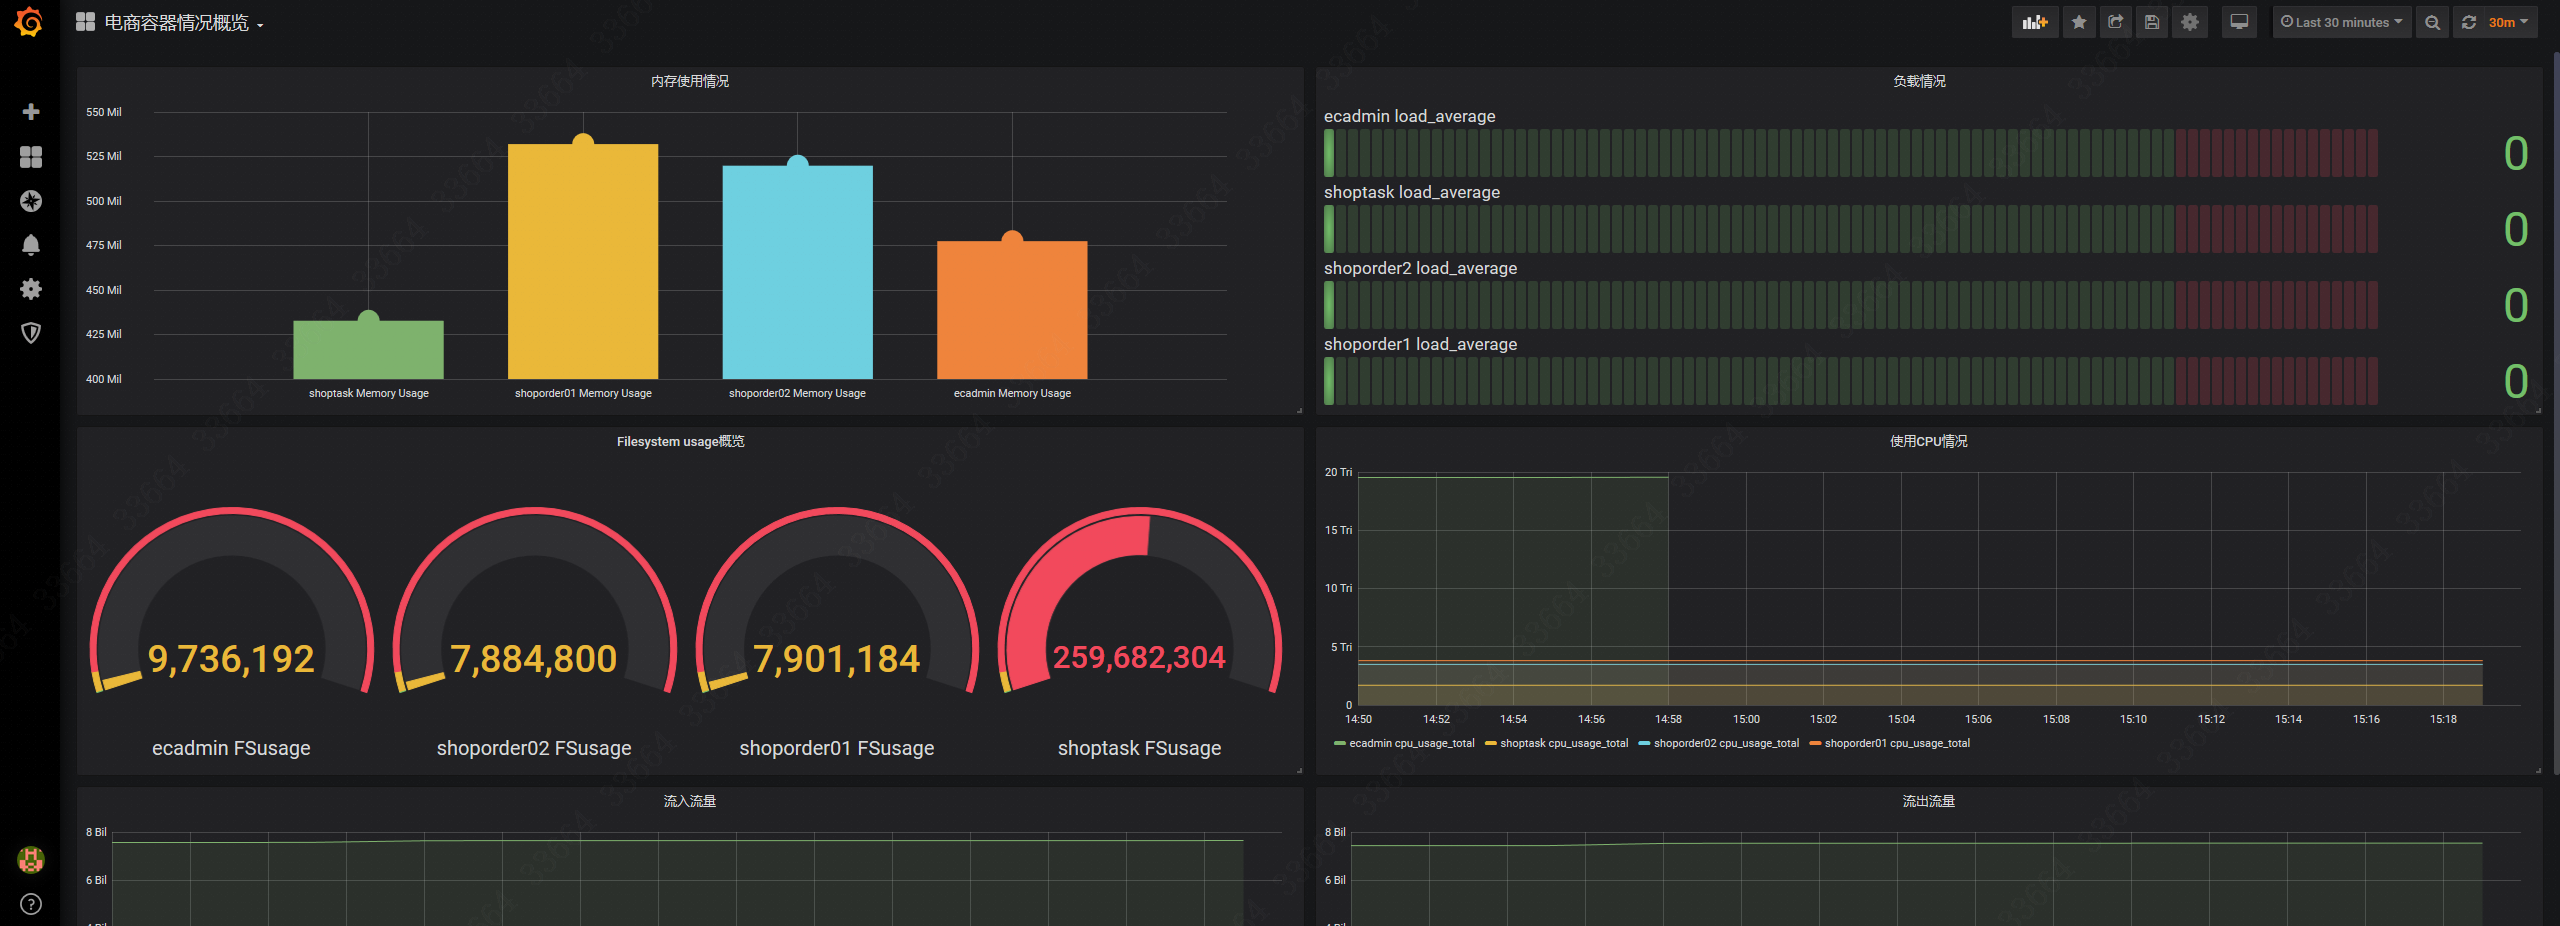 电商容器情况概览
Last 30 minutes
30m
内存使用情况
550 Mil
525 Mil
500 Mil
475 Mil
450 Mil
425 Mil
400 Mil
shoptask Memory Usage
shoporder01 Memory Usage
shoporder02 Memory Usage
ecadmin Memory Usage
负载情况
ecadmin load_average
0
shoptask load_average
0
shoporder2 load_average
0
shoporder1 load_average
0
Filesystem usage概览
9,736,192
7,884,800
7,901,184
259,682,304
ecadmin FSusage
shoporder02 FSusage
shoporder01 FSusage
shoptask FSusage
使用CPU情况
20 Tri
15 Tri
10 Tri
5 Tri
0
14:50 14:52 14:54 14:56 14:58 15:00 15:02 15:04 15:06 15:08 15:10 15:12 15:14 15:16 15:18
ecadmin cpu_usage_total shoptask cpu_usage_total shoporder02 cpu_usage_total shoporder01 cpu_usage_total
流入流量
8 Bil
6 Bil
流出流量
8 Bil
6 Bil
33664